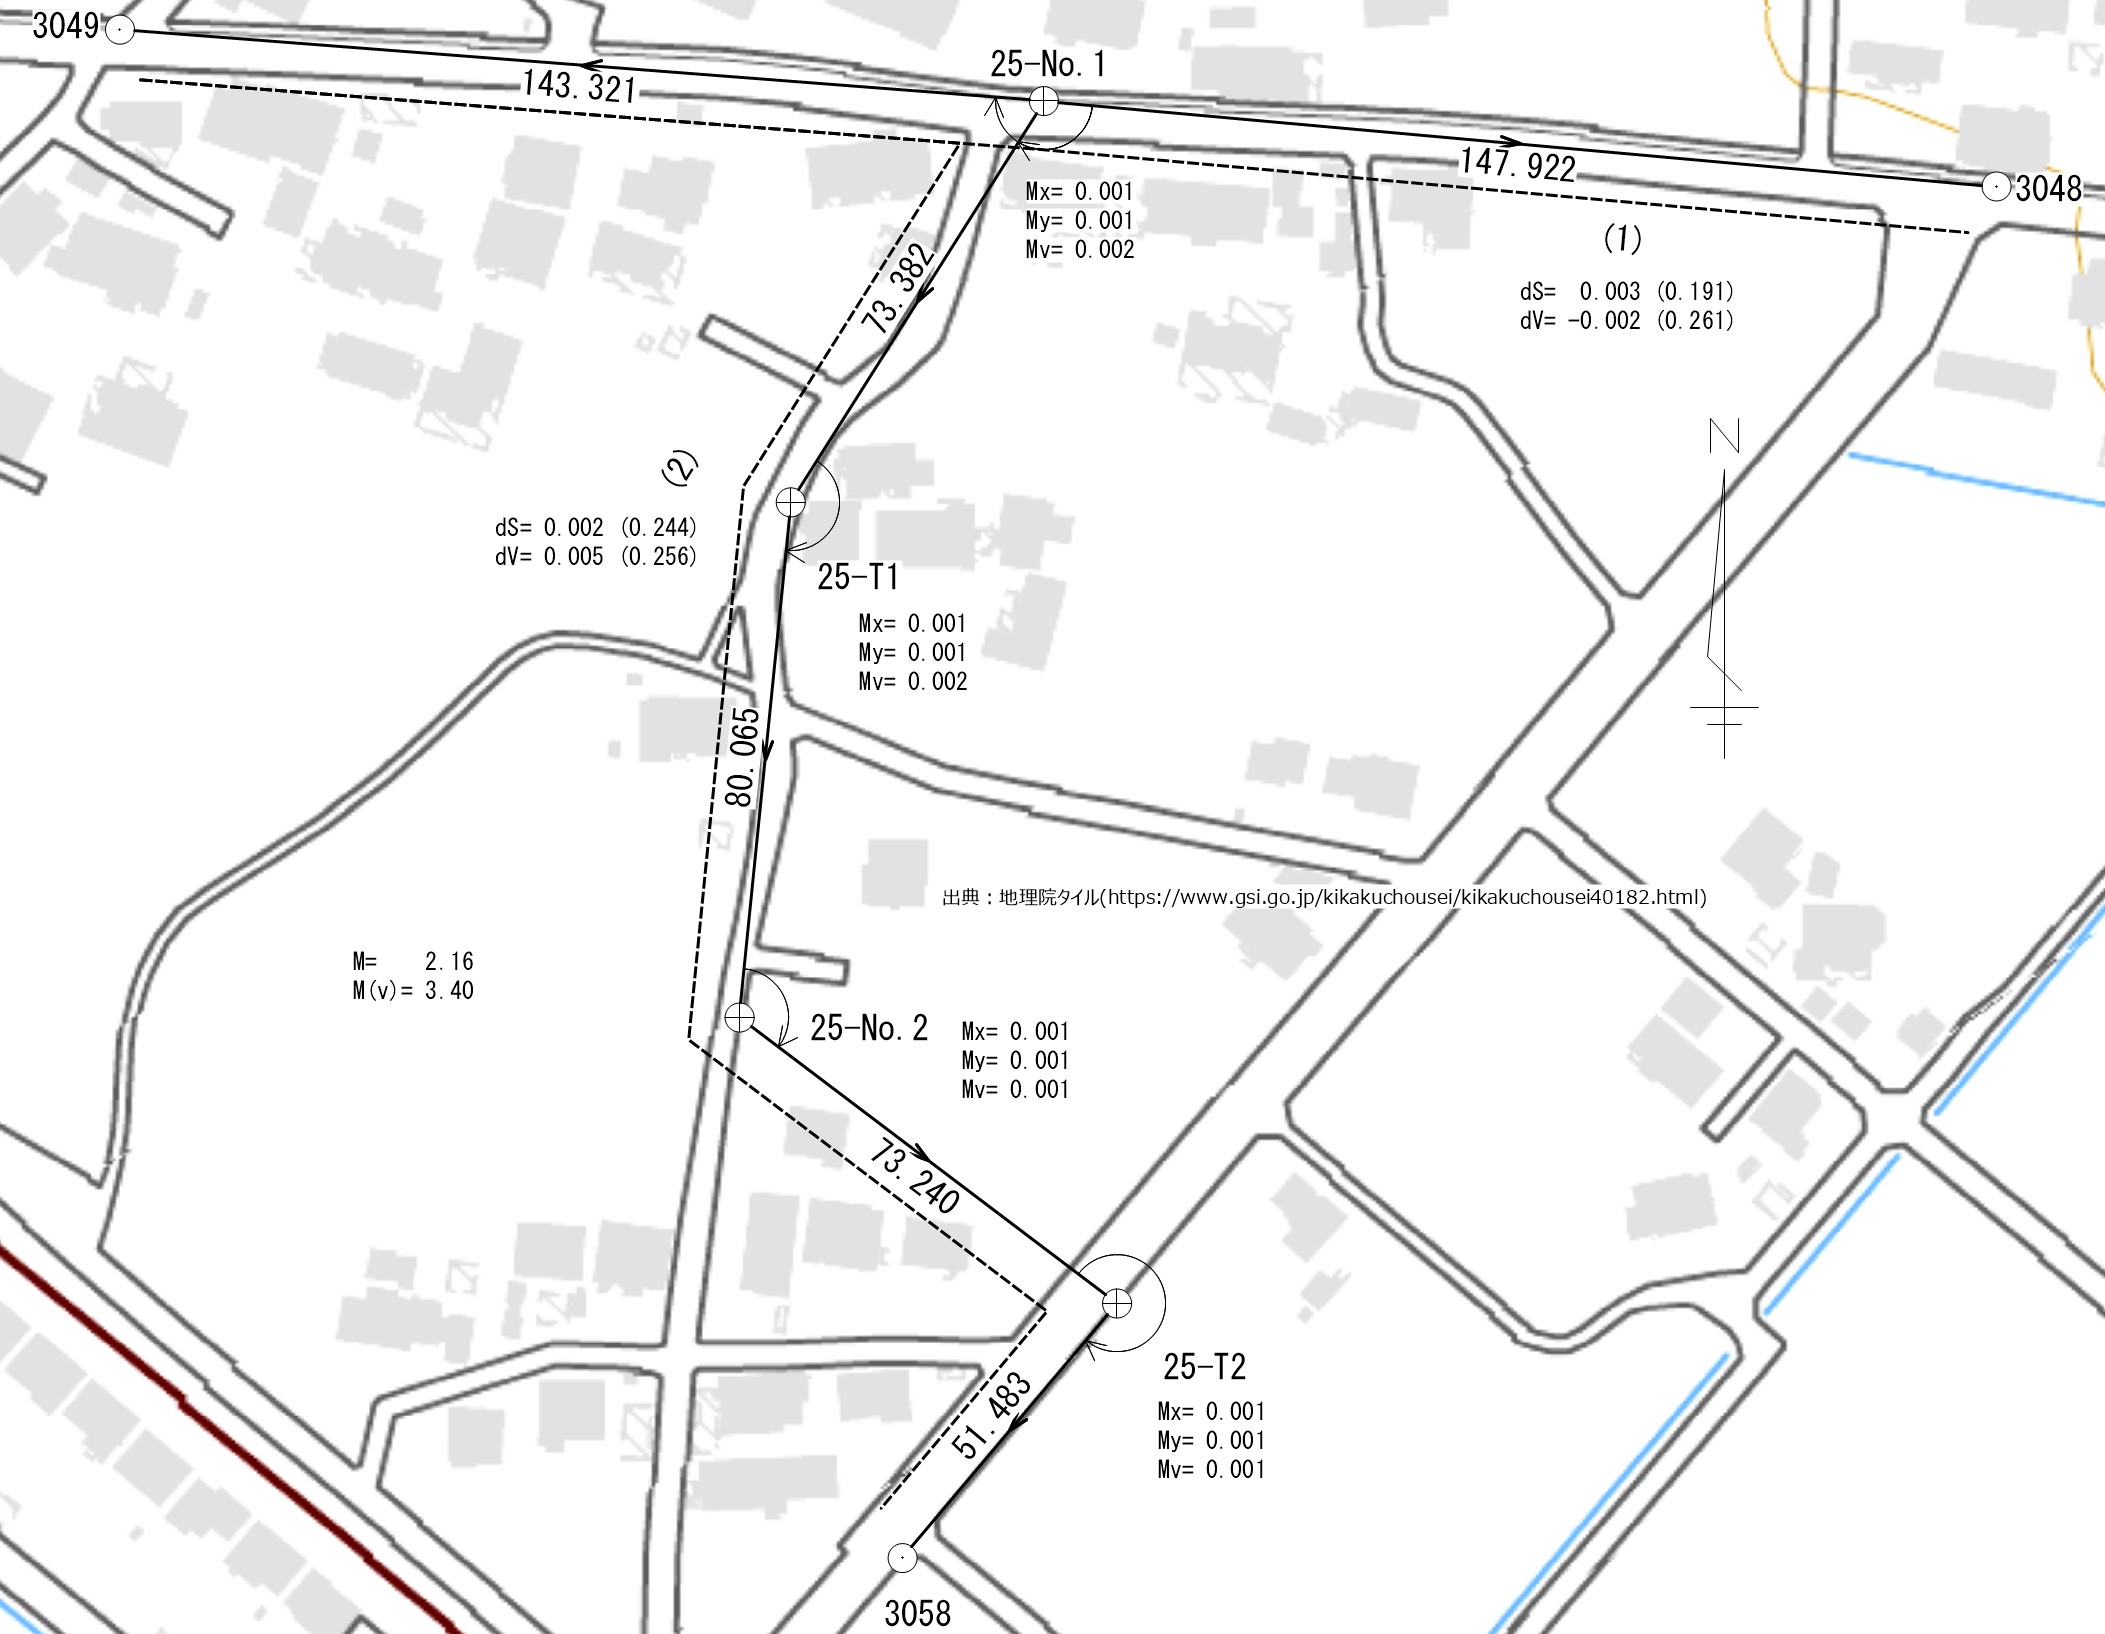 3049
25-No.1
143.321
147.922
3048
Mx= 0.001
My= 0.001
Mv= 0.002
73.382
(1)
dS= 0.003 (0.191)
dV= -0.002 (0.261)
N
(2)
dS= 0.002 (0.244)
dV= 0.005 (0.256)
25-T1
Mx= 0.001
My= 0.001
Mv= 0.002
80.065
出典：地理院タイル(https://www.gsi.go.jp/kikakuchousei/kikakuchousei40182.html)
M= 2.16
M(v)= 3.40
25-No.2
Mx= 0.001
My= 0.001
Mv= 0.001
73.240
25-T2
Mx= 0.001
My= 0.001
Mv= 0.001
51.483
3058